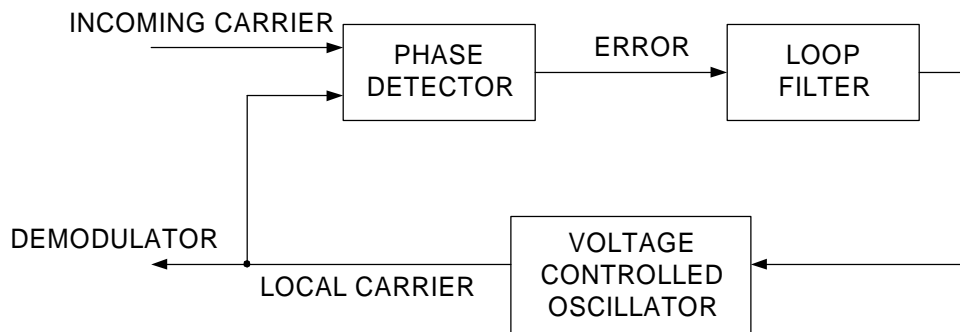 INCOMING CARRIER
PHASE
DETECTOR
ERROR
LOOP
FILTER
DEMODULATOR
LOCAL CARRIER
VOLTAGE
CONTROLLED
OSCILLATOR